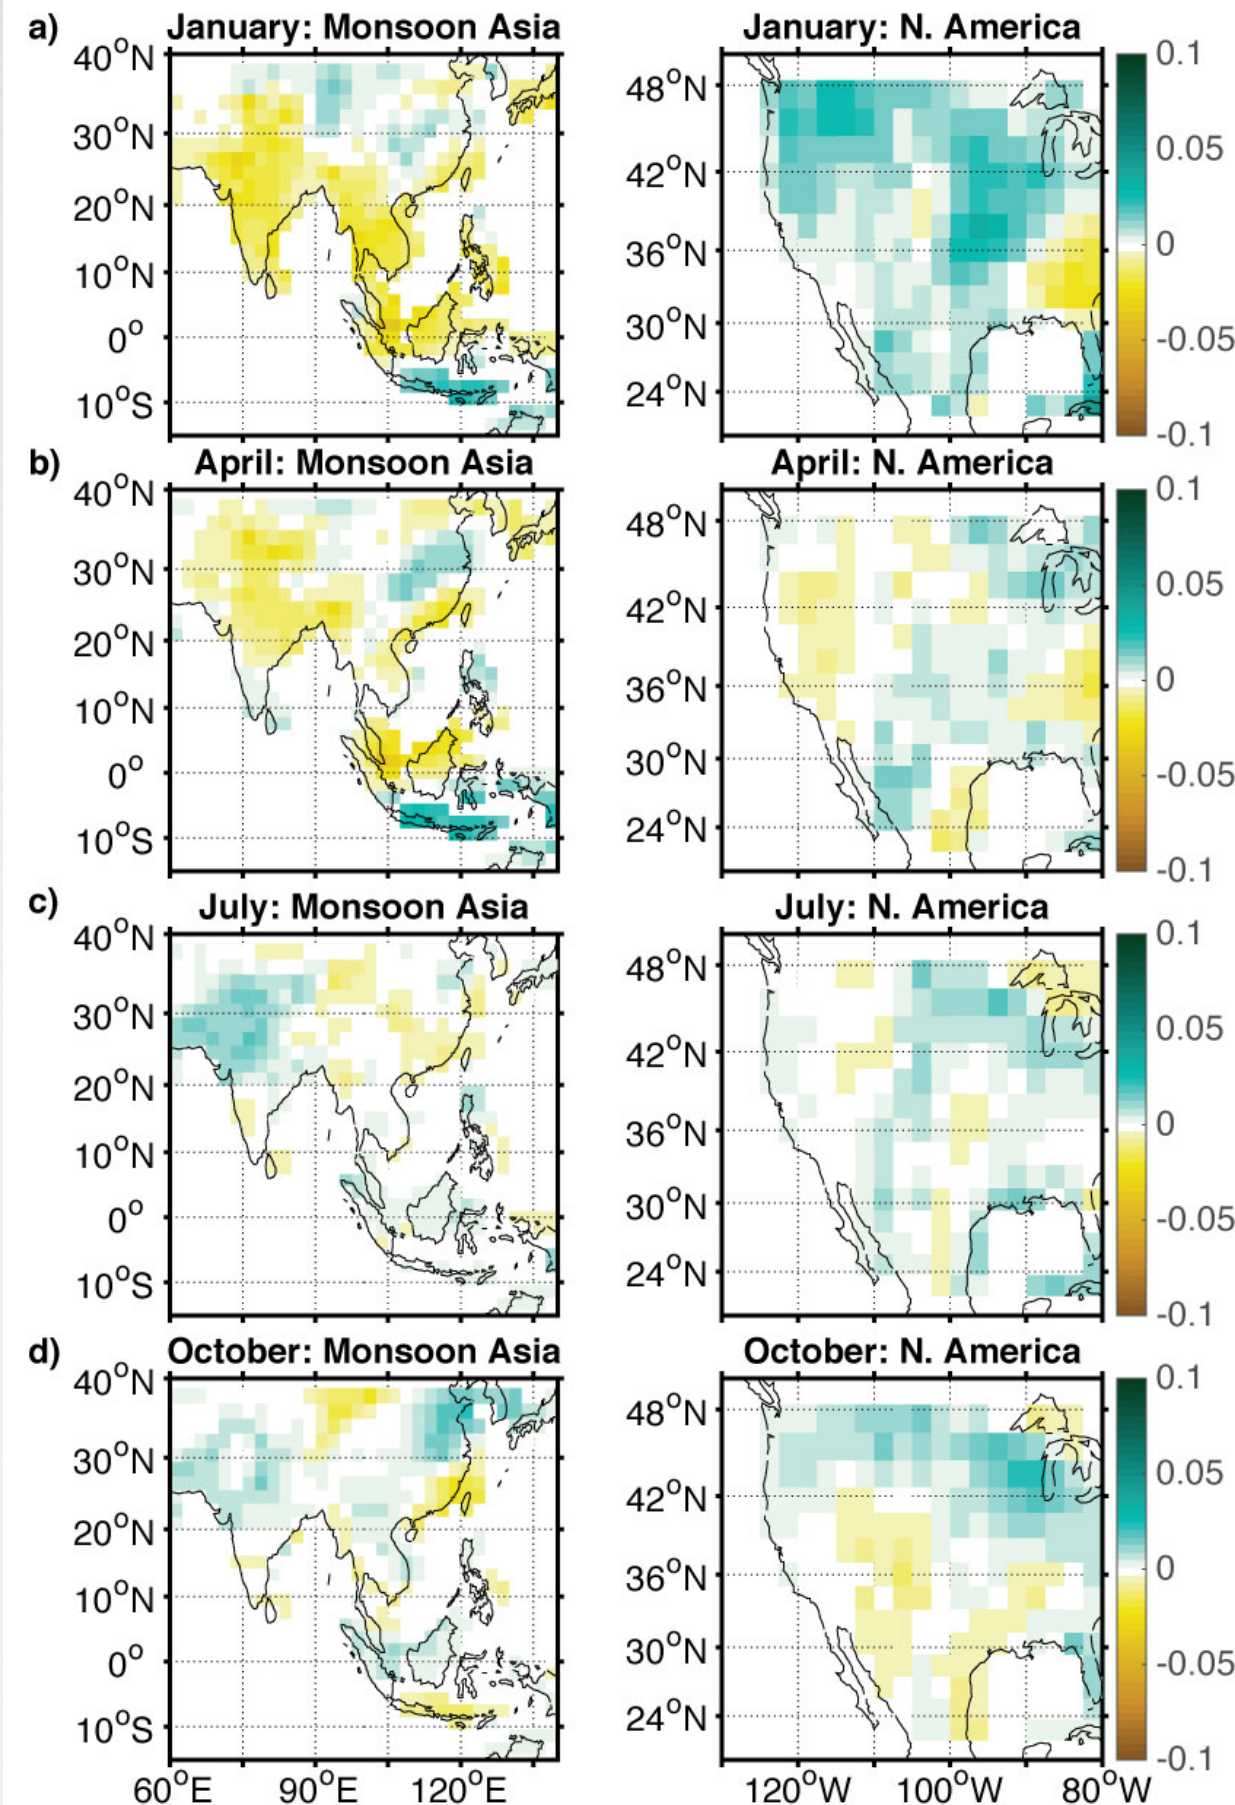 a) January: Monsoon Asia January: N. America
40°N
30°N
20°N
10°N
0°
10°S
48°N
42°N
36°N
30°N
24°N
0.1
0.05
0
-0.05
-0.1
b) April: Monsoon Asia April: N. America
40°N
30°N
20°N
10°N
0°
10°S
48°N
42°N
36°N
30°N
24°N
0.1
0.05
0
-0.05
-0.1
c) July: Monsoon Asia July: N. America
40°N
30°N
20°N
10°N
0°
10°S
48°N
42°N
36°N
30°N
24°N
0.1
0.05
0
-0.05
-0.1
d) October: Monsoon Asia October: N. America
40°N
30°N
20°N
10°N
0°
10°S
48°N
42°N
36°N
30°N
24°N
0.1
0.05
0
-0.05
-0.1
60°E 90°E 120°E 120°W 100°W 80°W